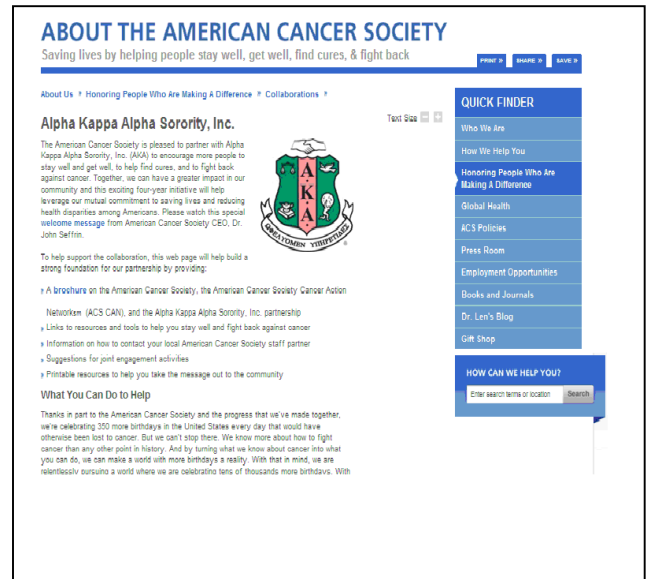 ABOUT THE AMERICAN CANCER SOCIETY
Saving lives by helping people stay well, get well, find cures, & fight back
PRINT »
SHARE »
SAVE »
About Us
Honoring People Who Are Making A Difference
Collaborations
Text Size
Alpha Kappa Alpha Sorority, Inc.
The American Cancer Society is pleased to partner with Alpha
Kappa Alpha Sorority, Inc. (AKA) to encourage more people to
stay well and get well, to help find cures, and to fight back
against cancer. Together, we can have a greater impact in our
community and this exciting four-year initiative will help
leverage our mutual commitment to saving lives and reducing
health disparities among Americans. Please watch this special
welcome message from American Cancer Society CEO, Dr.
John Seffrin.
AKA
ΩΦΕΛΥΟΜΕΝ ΥΠΗΡΕΤΙΔΕΣ
To help support the collaboration, this web page will help build a
strong foundation for our partnership by providing:
A brochure on the American Cancer Society, the American Cancer Society Cancer Action
Networksм (ACS CAN), and the Alpha Kappa Alpha Sorority, Inc. partnership
Links to resources and tools to help you stay well and fight back against cancer
Information on how to contact your local American Cancer Society staff partner
Suggestions for joint engagement activities
Printable resources to help you take the message out to the community
What You Can Do to Help
Thanks in part to the American Cancer Society and the progress that we've made together,
we're celebrating 350 more birthdays in the United States every day that would have
otherwise been lost to cancer. But we can't stop there. We know more about how to fight
cancer than any other point in history. And by turning what we know about cancer into what
you can do, we can make a world with more birthdays a reality. With that in mind, we are
relentlessly pursuing a world where we are celebrating tens of thousands more birthdays. With
QUICK FINDER
Who We Are
How We Help You
Honoring People Who Are
Making A Difference
Global Health
ACS Policies
Press Room
Employment Opportunities
Books and Journals
Dr. Len's Blog
Gift Shop
HOW CAN WE HELP YOU?
Enter search terms or location
Search